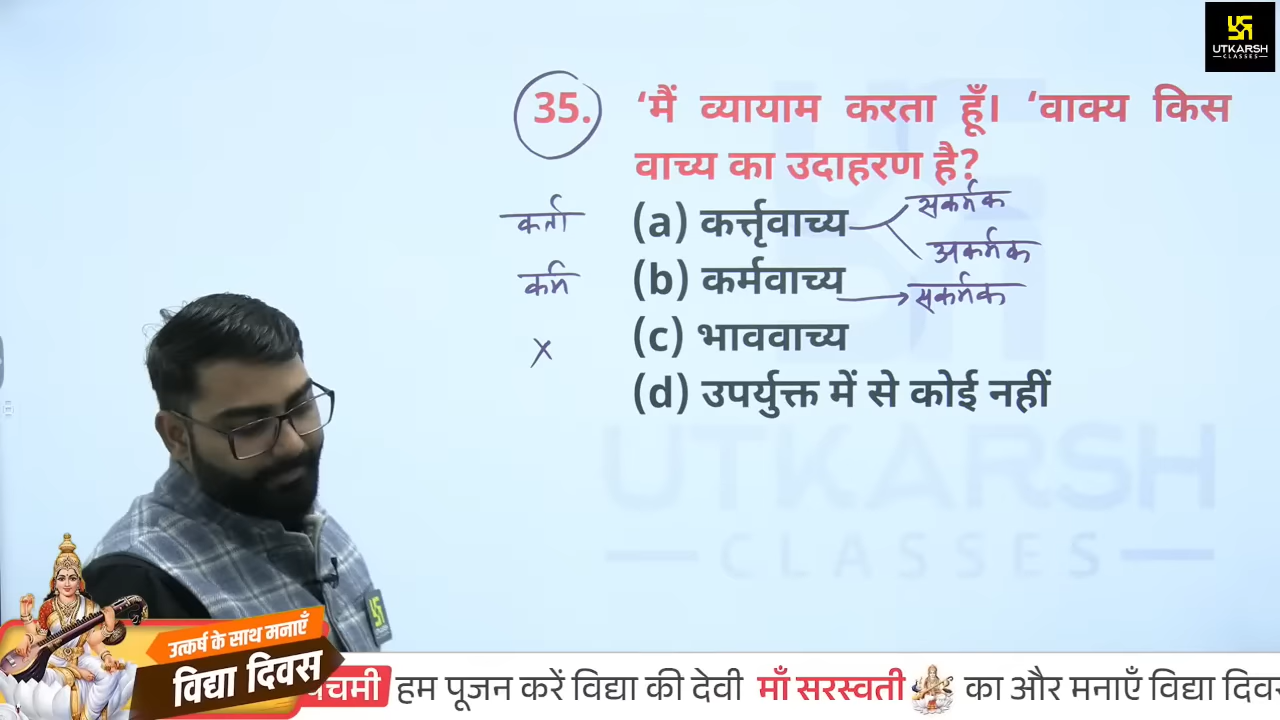 UTKARSH
CLASSES
35. ‘मैं व्यायाम करता हूँ। ‘वाक्य किस
वाच्य का उदाहरण है?
कर्ता (a) कर्त्तृवाच्य सकर्मक
अकर्मक
कर्म (b) कर्मवाच्य → सकर्मक
X (c) भाववाच्य
(d) उपर्युक्त में से कोई नहीं
UTKARSH
CLASSES
उत्कर्ष के साथ मनाएँ
विद्या दिवस
पंचमी हम पूजन करें विद्या की देवी माँ सरस्वती का और मनाएँ विद्या दिवस